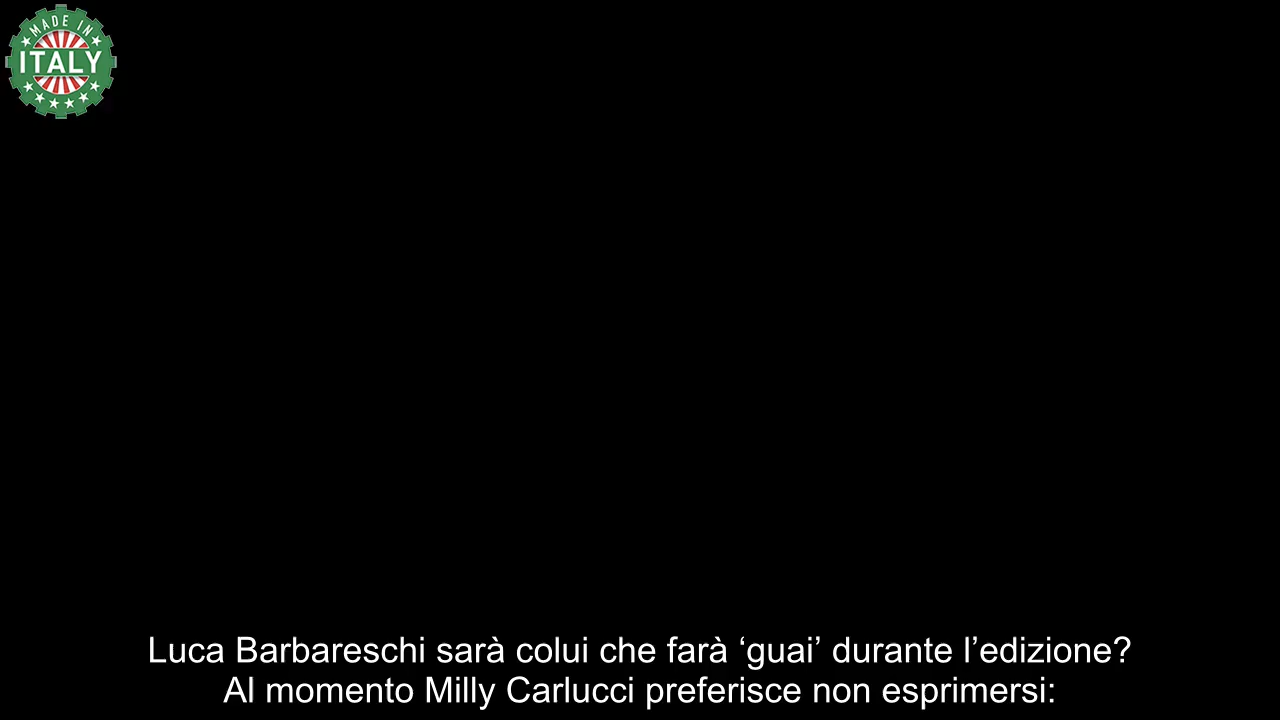 MADE IN
ITALY
Luca Barbareschi sarà colui che farà ‘guai’ durante l’edizione?
Al momento Milly Carlucci preferisce non esprimersi: